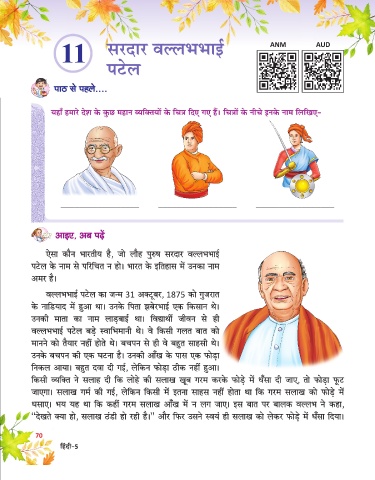 11
सरदार वल्लभभाई
पटेल
ANM AUD
पाठ से पहले....
यहाँ हमारे देश के कुछ महान व्यक्तियों के चित्र दिए गए हैं। चित्रों के नीचे इनके नाम लिखिए-
आइए, अब पढ़ें
ऐसा कौन भारतीय है, जो लौह पुरुष सरदार वल्लभभाई
पटेल के नाम से परिचित न हो। भारत के इतिहास में उनका नाम
अमर है।
वल्लभभाई पटेल का जन्म 31 अक्टूबर, 1875 को गुजरात
के नाडियाद में हुआ था। उनके पिता झबेरभाई एक किसान थे।
उनकी माता का नाम लाड़बाई था। विद्यार्थी जीवन से ही
वल्लभभाई पटेल बड़े स्वाभिमानी थे। वे किसी गलत बात को
मानने को तैयार नहीं होते थे। बचपन से ही वे बहुत साहसी थे।
उनके बचपन की एक घटना है। उनकी आँख के पास एक फोड़ा
निकल आया। बहुत दवा दी गई, लेकिन फोड़ा ठीक नहीं हुआ।
किसी व्यक्ति ने सलाह दी कि लोहे की सलाख खूब गरम करके फोड़े में धँसा दी जाए, तो फोड़ा फूट
जाएगा। सलाख गर्म की गई, लेकिन किसी में इतना साहस नहीं होता था कि गरम सलाख को फोड़े में
धसाए। भय यह था कि कहीं गरम सलाख आँख में न लग जाए। इस बात पर बालक वल्लभ ने कहा,
"देखते क्या हो, सलाख ठंडी हो रही है।" और फिर उसने स्वयं ही सलाख को लेकर फोड़े में धँसा दिया।
70
हिंदी-5